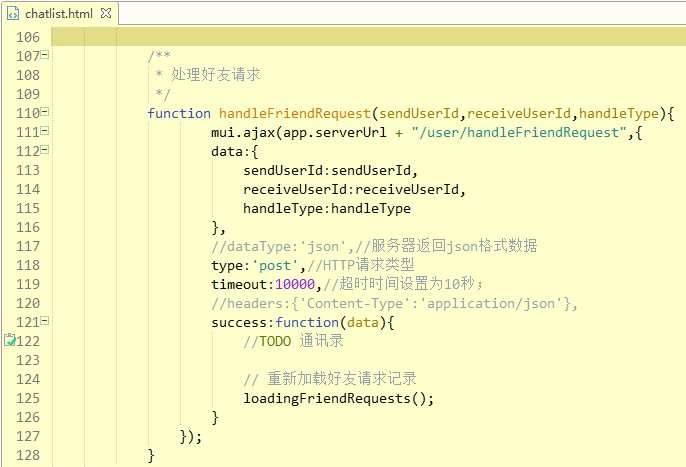 chatlist.html
106
107 /**
108 * 处理好友请求
109 */
110 function handleFriendRequest(sendUserId,receiveUserId,handleType){
111 mui.ajax(app.serverUrl + "/user/handleFriendRequest",{
112 data:{
113 sendUserId:sendUserId,
114 receiveUserId:receiveUserId,
115 handleType:handleType
116 },
117 //dataType:'json',//服务器返回json格式数据
118 type:'post',//HTTP请求类型
119 timeout:10000,//超时时间设置为10秒；
120 //headers:{'Content-Type':'application/json'},
121 success:function(data){
122 //TODO 通讯录
123
124 // 重新加载好友请求记录
125 loadingFriendRequests();
126 }
127 });
128 }